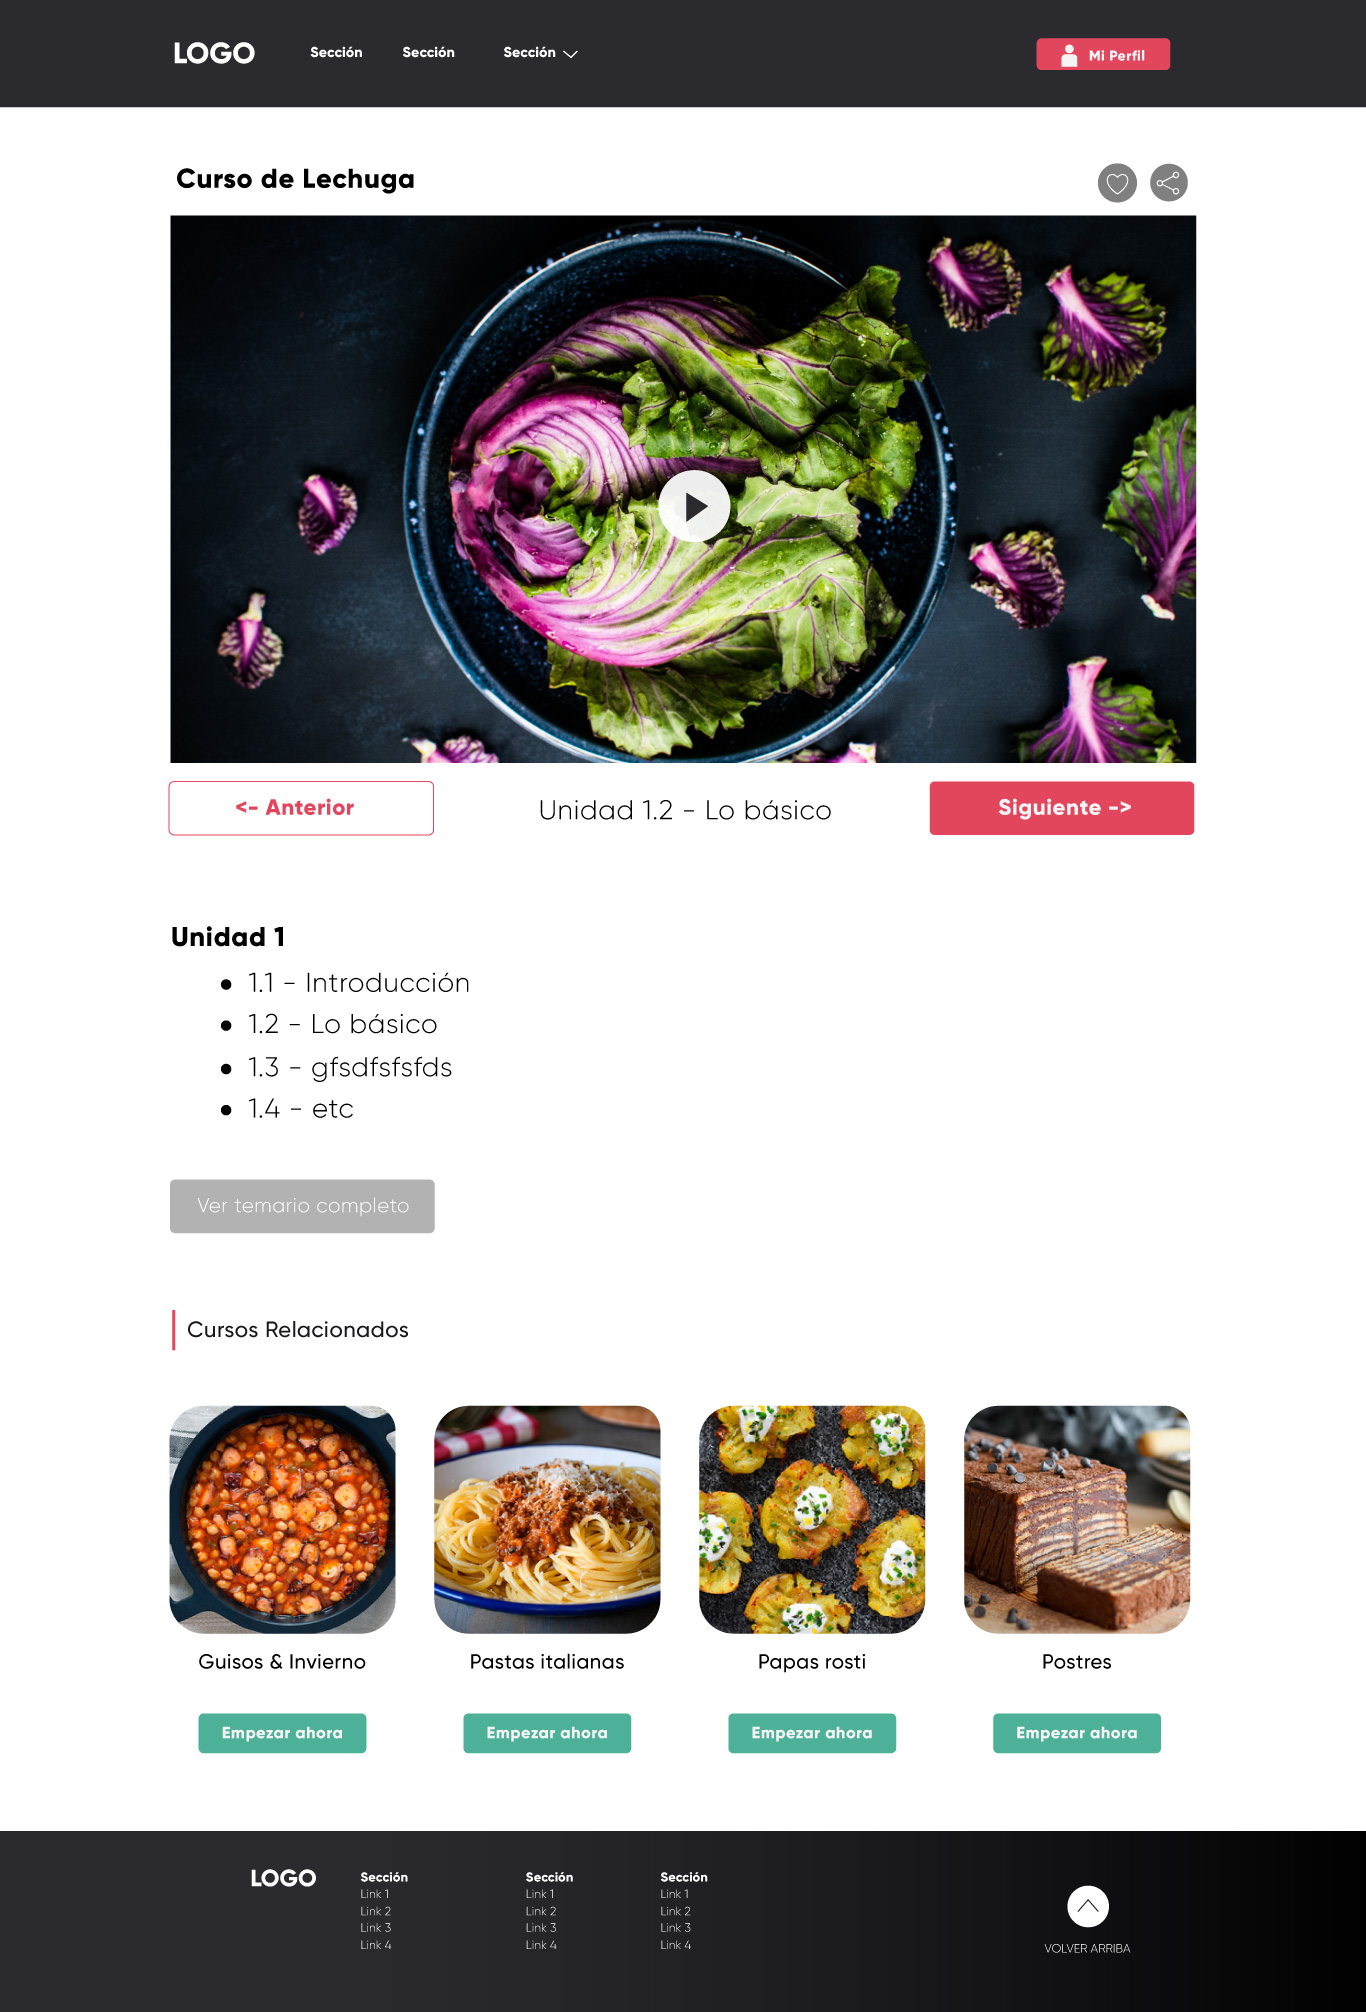 LOGO
Sección
Sección
Sección
Mi Perfil
Curso de Lechuga
<- Anterior
Unidad 1.2 - Lo básico
Siguiente ->
Unidad 1
1.1 - Introducción
1.2 - Lo básico
1.3 - gfsdfsfsfds
1.4 - etc
Ver temario completo
Cursos Relacionados
Guisos & Invierno
Pastas italianas
Papas rosti
Postres
Empezar ahora
Empezar ahora
Empezar ahora
Empezar ahora
LOGO
Sección
Link 1
Link 2
Link 3
Link 4
Sección
Link 1
Link 2
Link 3
Link 4
Sección
Link 1
Link 2
Link 3
Link 4
VOLVER ARRIBA